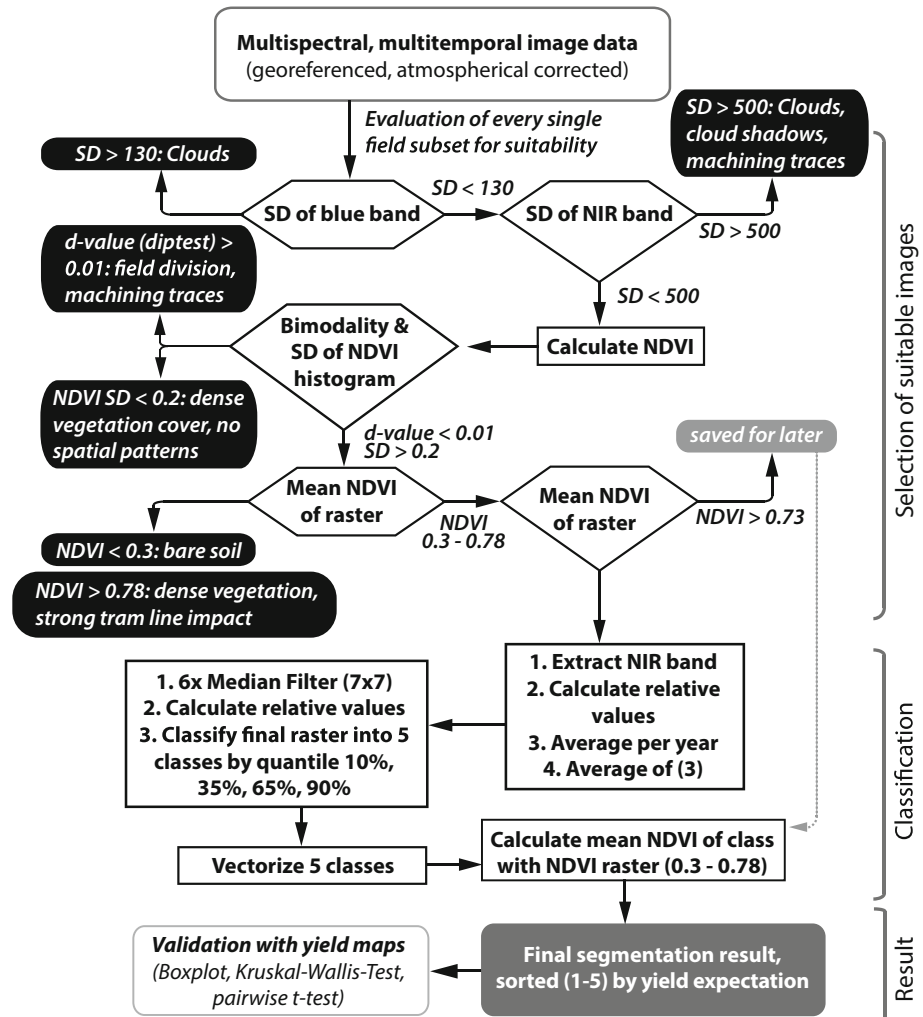 Multispectral, multitemporal image data
(georeferenced, atmospherical corrected)
Evaluation of every single
field subset for suitability
SD > 500: Clouds,
cloud shadows,
machining traces
SD > 130: Clouds
SD of blue band
SD < 130
SD of NIR band
SD > 500
d-value (diptest) >
0.01: field division,
machining traces
SD < 500
Bimodality &
SD of NDVI
histogram
Calculate NDVI
NDVI SD < 0.2: dense
vegetation cover, no
spatial patterns
d-value < 0.01
SD > 0.2
saved for later
Mean NDVI
of raster
NDVI
0.3 - 0.78
Mean NDVI
of raster
NDVI > 0.73
NDVI < 0.3: bare soil
NDVI > 0.78: dense vegetation,
strong tram line impact
Selection of suitable images
1. Extract NIR band
2. Calculate relative
values
3. Average per year
4. Average of (3)
1. 6x Median Filter (7x7)
2. Calculate relative values
3. Classify final raster into 5
classes by quantile 10%,
35%, 65%, 90%
Vectorize 5 classes
Calculate mean NDVI of class
with NDVI raster (0.3 - 0.78)
Classification
Validation with yield maps
(Boxplot, Kruskal-Wallis-Test,
pairwise t-test)
Final segmentation result,
sorted (1-5) by yield expectation
Result